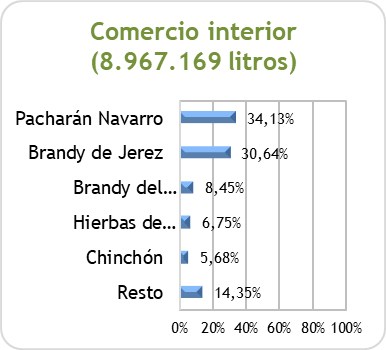 Comercio interior
(8.967.169 litros)
Pacharán Navarro 34,13%
Brandy de Jerez 30,64%
Brandy del... 8,45%
Hierbas de... 6,75%
Chinchón 5,68%
Resto 14,35%
0% 20% 40% 60% 80% 100%